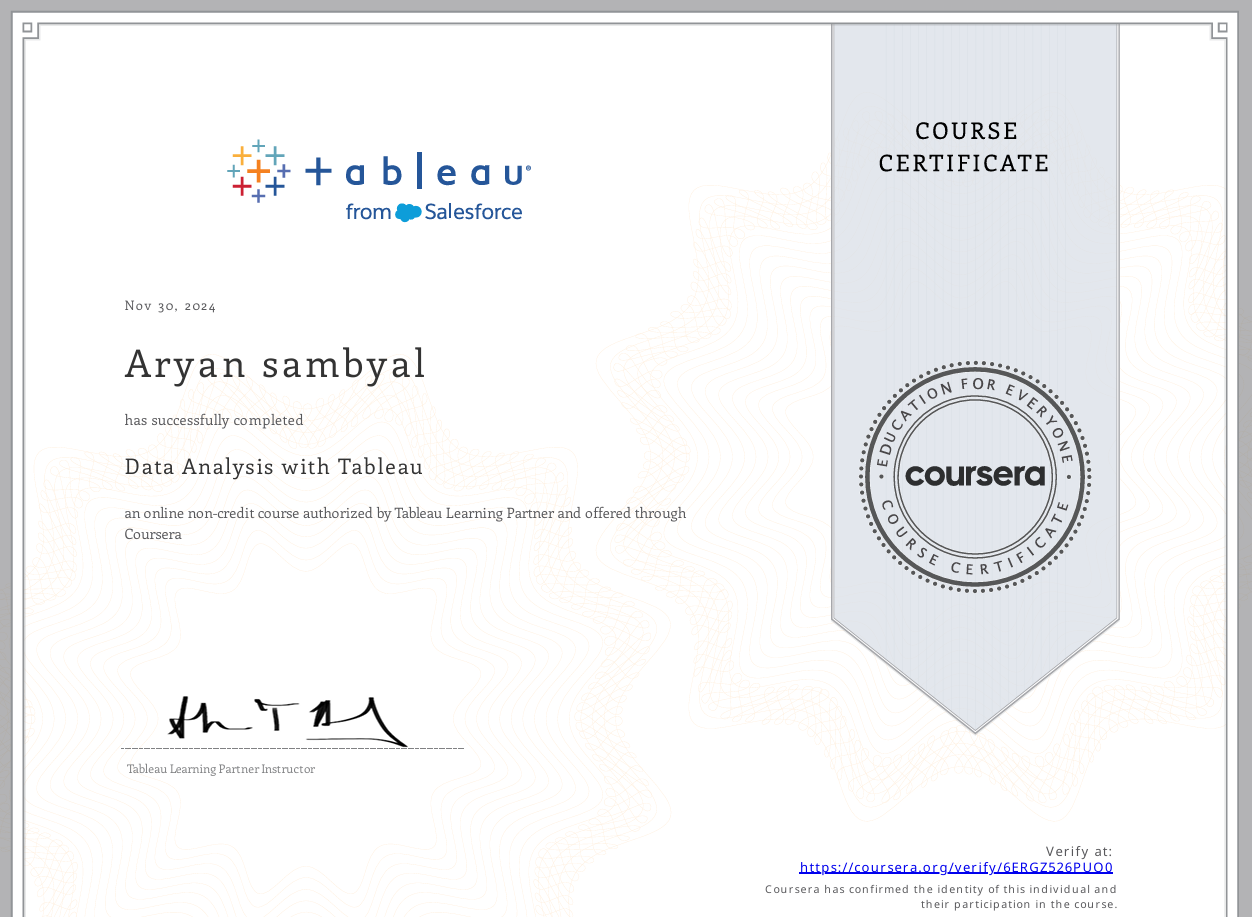 COURSE
CERTIFICATE
+ a b l e a u®
from Salesforce
Nov 30, 2024
Aryan sambyal
has successfully completed
Data Analysis with Tableau
an online non-credit course authorized by Tableau Learning Partner and offered through
Coursera
EDUCATION FOR EVERYONE
coursera
COURSE CERTIFICATE
Tableau Learning Partner Instructor
Verify at:
https://coursera.org/verify/6ERGZ526PUO0
Coursera has confirmed the identity of this individual and
their participation in the course.